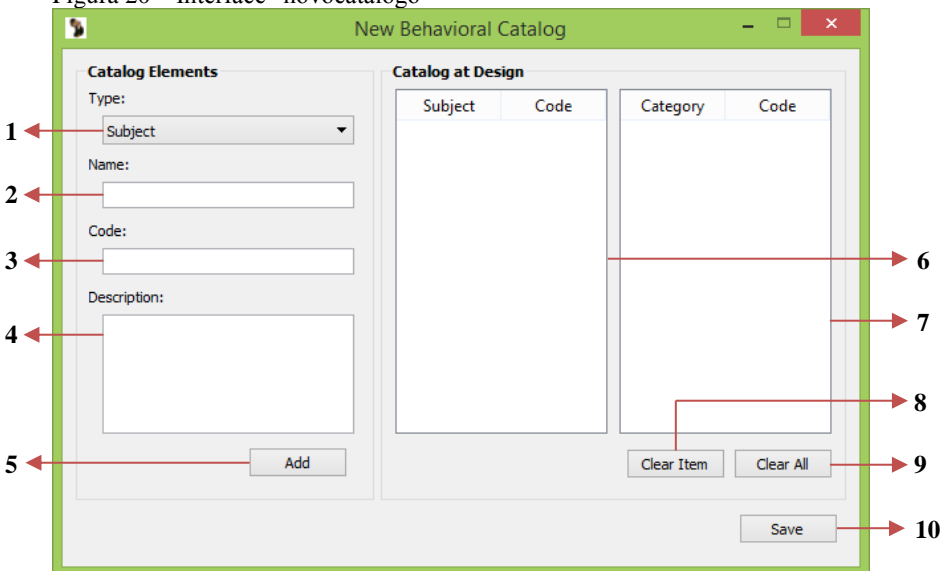 Figura 20 – Interface "novocatalogo"
New Behavioral Catalog
Catalog Elements
Type:
1 Subject
Name:
2
Code:
3
Description:
4
5 Add
Catalog at Design
Subject Code
Category Code
6
7
8
9
Clear Item Clear All
Save 10